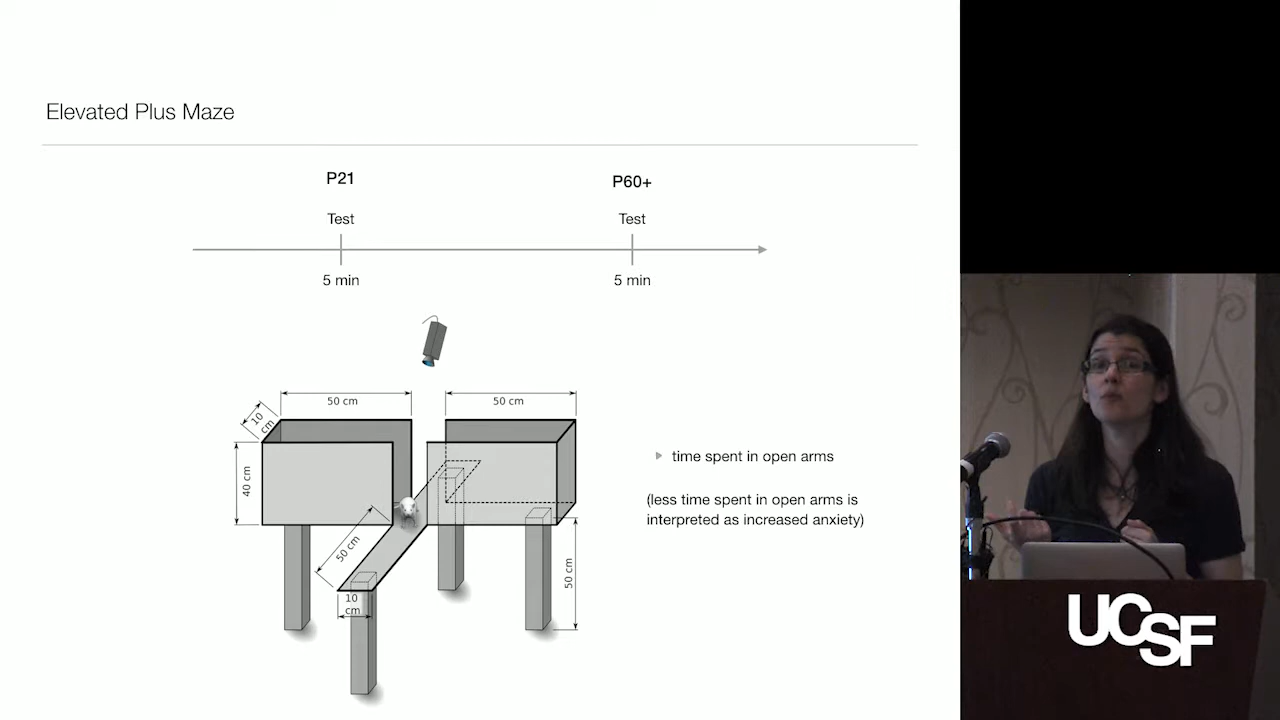 Elevated Plus Maze
P21
P60+
Test
Test
5 min
5 min
50 cm
50 cm
10
cm
40 cm
50 cm
10
cm
50 cm
time spent in open arms
(less time spent in open arms is
interpreted as increased anxiety)
UCSF